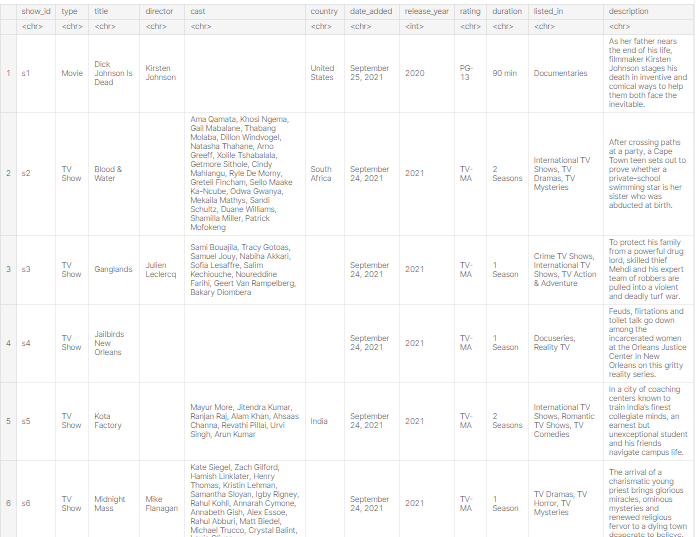 show_id type title director cast country date_added release_year rating duration listed_in description
<chr> <chr> <chr> <chr> <chr> <chr> <chr> <int> <chr> <chr> <chr> <chr>
1 s1 Movie
Dick
Johnson Is
Dead
Kirsten
Johnson
United
States
September
25, 2021
2020
PG-
13
90 min
Documentaries
As her father nears
the end of his life,
filmmaker Kirsten
Johnson stages his
death in inventive and
comical ways to help
them both face the
inevitable.
2 s2
TV
Show
Blood &
Water
Ama Qamata, Khosi Ngema,
Gail Mabalane, Thabang
Molaba, Dillon Windvogel,
Natasha Thahane, Arno
Greeff, Xolile Tshabalala,
Getmore Sithole, Cindy
Mahlangu, Ryle De Morny,
Greteli Fincham, Sello Maake
Ka-Ncube, Odwa Gwanya,
Mekaila Mathys, Sandi
Schultz, Duane Williams,
Shamilla Miller, Patrick
Mofokeng
South
Africa
September
24, 2021
2021
TV-
MA
2
Seasons
International TV
Shows, TV
Dramas, TV
Mysteries
After crossing paths
at a party, a Cape
Town teen sets out to
prove whether a
private-school
swimming star is her
sister who was
abducted at birth.
3 s3
TV
Show
Ganglands
Julien
Leclercq
Sami Bouajila, Tracy Gotoas,
Samuel Jouy, Nabiha Akkari,
Sofia Lesaffre, Salim
Kechiouche, Noureddine
Farihi, Geert Van Rampelberg,
Bakary Diombera
September
24, 2021
2021
TV-
MA
1
Season
Crime TV Shows,
International TV
Shows, TV Action
& Adventure
To protect his family
from a powerful drug
lord, skilled thief
Mehdi and his expert
team of robbers are
pulled into a violent
and deadly turf war.
4 s4
TV
Show
Jailbirds
New
Orleans
September
24, 2021
2021
TV-
MA
1
Season
Docuseries,
Reality TV
Feuds, flirtations and
toilet talk go down
among the
incarcerated women
at the Orleans Justice
Center in New
Orleans on this gritty
reality series.
5 s5
TV
Show
Kota
Factory
Mayur More, Jitendra Kumar,
Ranjan Raj, Alam Khan, Ahsaas
Channa, Revathi Pillai, Urvi
Singh, Arun Kumar
India
September
24, 2021
2021
TV-
MA
2
Seasons
International TV
Shows, Romantic
TV Shows, TV
Comedies
In a city of coaching
centers known to
train India's finest
collegiate minds, an
earnest but
unexceptional student
and his friends
navigate campus life.
6 s6
TV
Show
Midnight
Mass
Mike
Flanagan
Kate Siegel, Zach Gilford,
Hamish Linklater, Henry
Thomas, Kristin Lehman,
Samantha Sloyan, Igby Rigney,
Rahul Kohli, Annarah Cymone,
Annabeth Gish, Alex Essoe,
Rahul Abburi, Matt Biedel,
Michael Trucco, Crystal Balint,
September
24, 2021
2021
TV-
MA
1
Season
TV Dramas, TV
Horror, TV
Mysteries
The arrival of a
charismatic young
priest brings glorious
miracles, ominous
mysteries and
renewed religious
fervor to a dying town
desperate to believe.